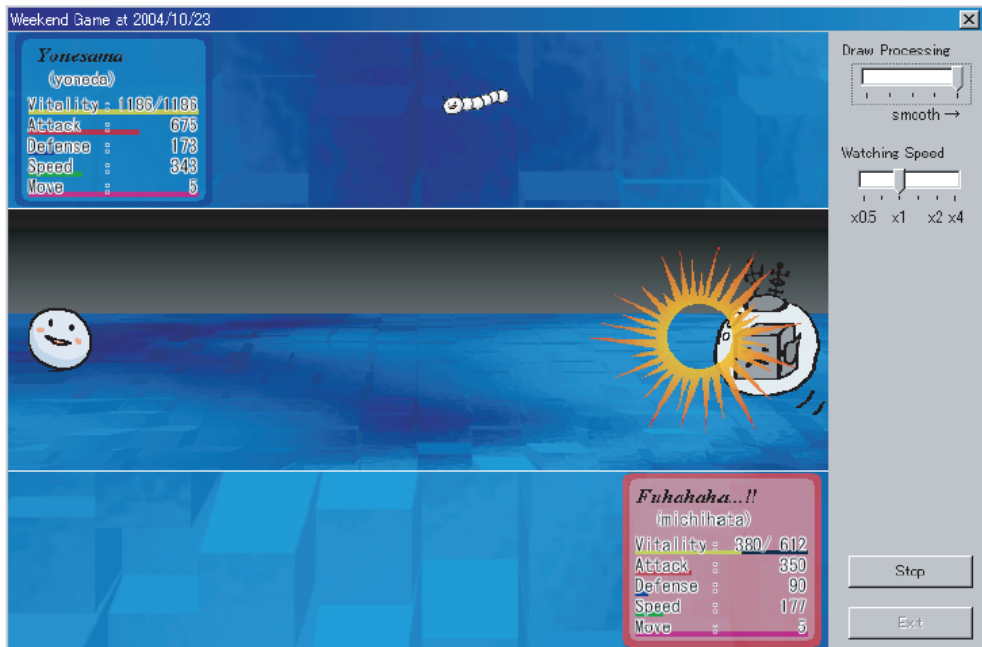 Weekend Game at 2004/10/23
Yonesama
(yoneda)
Vitality : 1186/1186
Attack : 675
Defense : 173
Speed : 343
Move : 5
Draw Processing
smooth →
Watching Speed
x0.5 x1 x2 x4
Fuhahaha...!!
(michihata)
Vitality : 380/ 612
Attack : 350
Defense : 90
Speed : 177
Move : 5
Stop
Exit